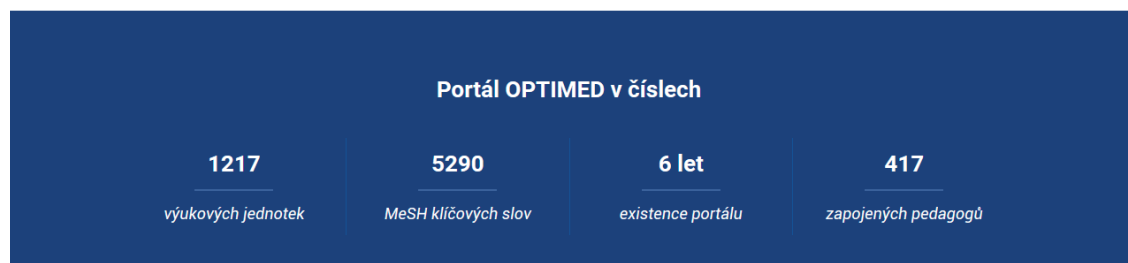 Portál OPTIMED v číslech
1217
5290
6 let
417
výukových jednotek
MeSH klíčových slov
existence portálu
zapojených pedagogů